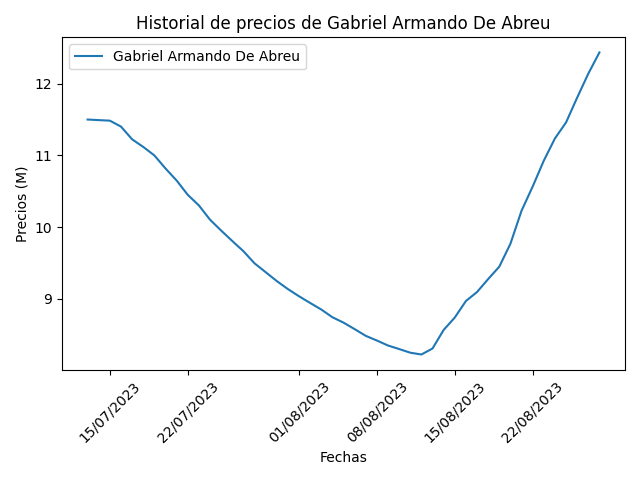 Historial de precios de Gabriel Armando De Abreu
Gabriel Armando De Abreu
Precios (M)
12
11
10
9
15/07/2023
22/07/2023
01/08/2023
08/08/2023
15/08/2023
22/08/2023
Fechas